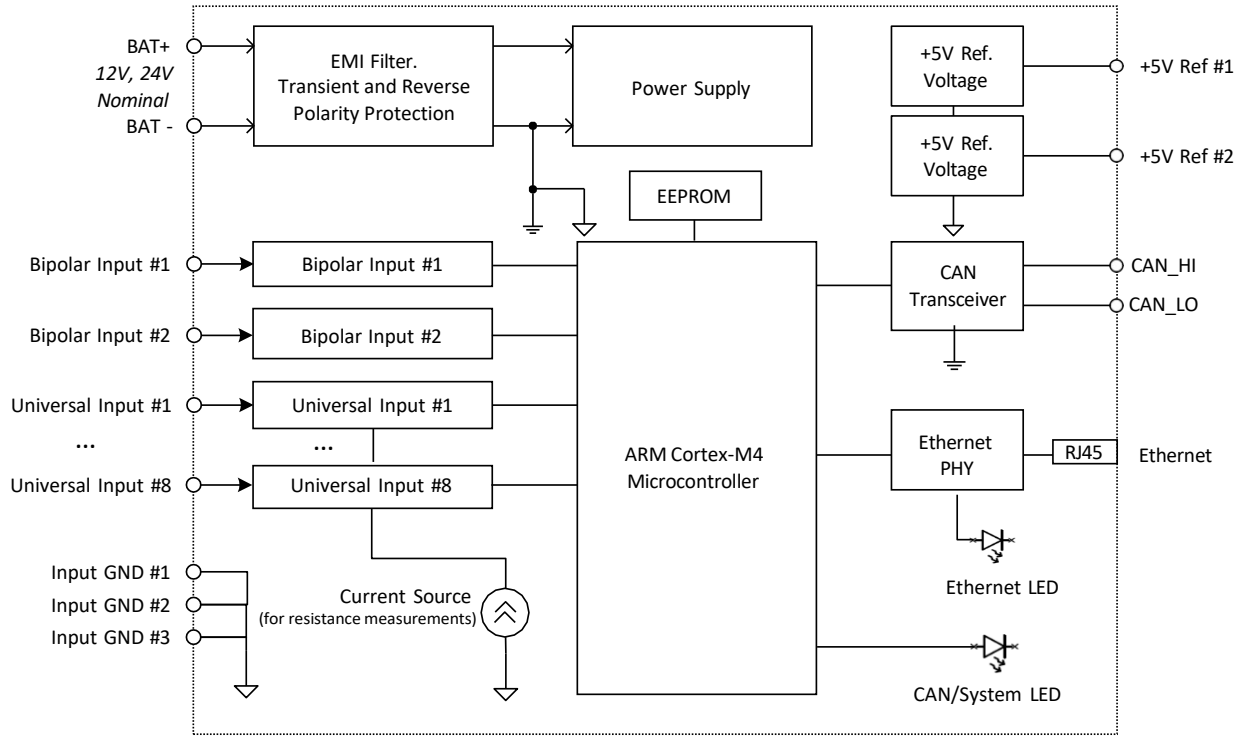 BAT+
12V, 24V
Nominal
BAT -
EMI Filter.
Transient and Reverse
Polarity Protection
Power Supply
+5V Ref.
Voltage
+5V Ref #1
+5V Ref.
Voltage
+5V Ref #2
EEPROM
Bipolar Input #1
Bipolar Input #1
Bipolar Input #2
Bipolar Input #2
Universal Input #1
Universal Input #1
...
...
Universal Input #8
Universal Input #8
Input GND #1
Input GND #2
Input GND #3
Current Source
(for resistance measurements)
ARM Cortex-M4
Microcontroller
CAN
Transceiver
CAN_HI
CAN_LO
Ethernet
PHY
RJ45
Ethernet
Ethernet LED
CAN/System LED